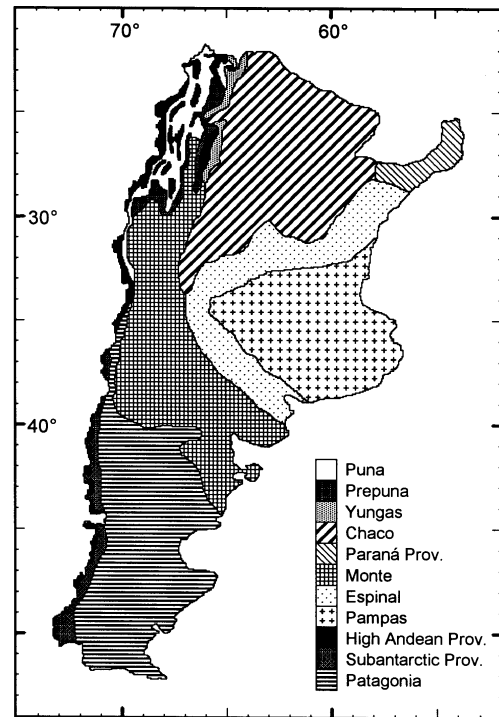 70° 60°
30°
40°
Puna
Prepuna
Yungas
Chaco
Paraná Prov.
Monte
Espinal
Pampas
High Andean Prov.
Subantarctic Prov.
Patagonia